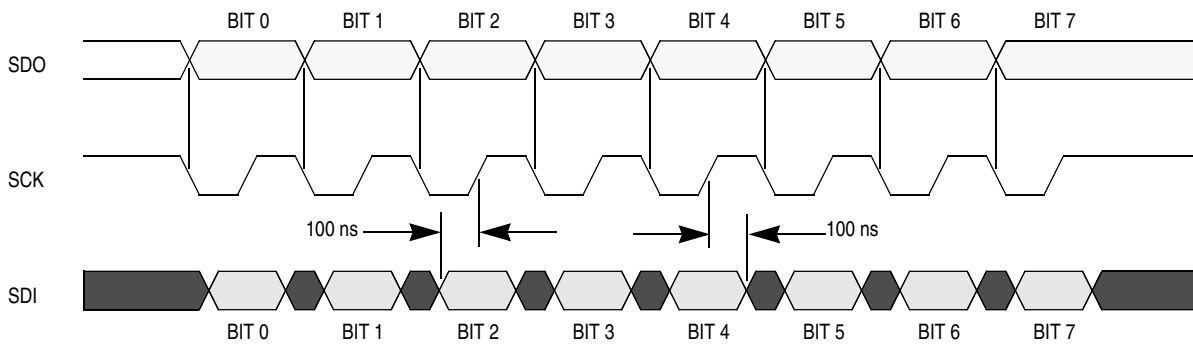 BIT 0 BIT 1 BIT 2 BIT 3 BIT 4 BIT 5 BIT 6 BIT 7
SDO
SCK
100 ns 100 ns
SDI
BIT 0 BIT 1 BIT 2 BIT 3 BIT 4 BIT 5 BIT 6 BIT 7